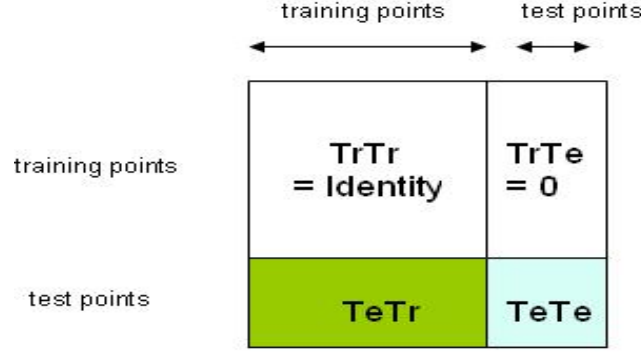 training points
test points
training points
TrTr
= Identity
TrTe
= 0
test points
TeTr
TeTe